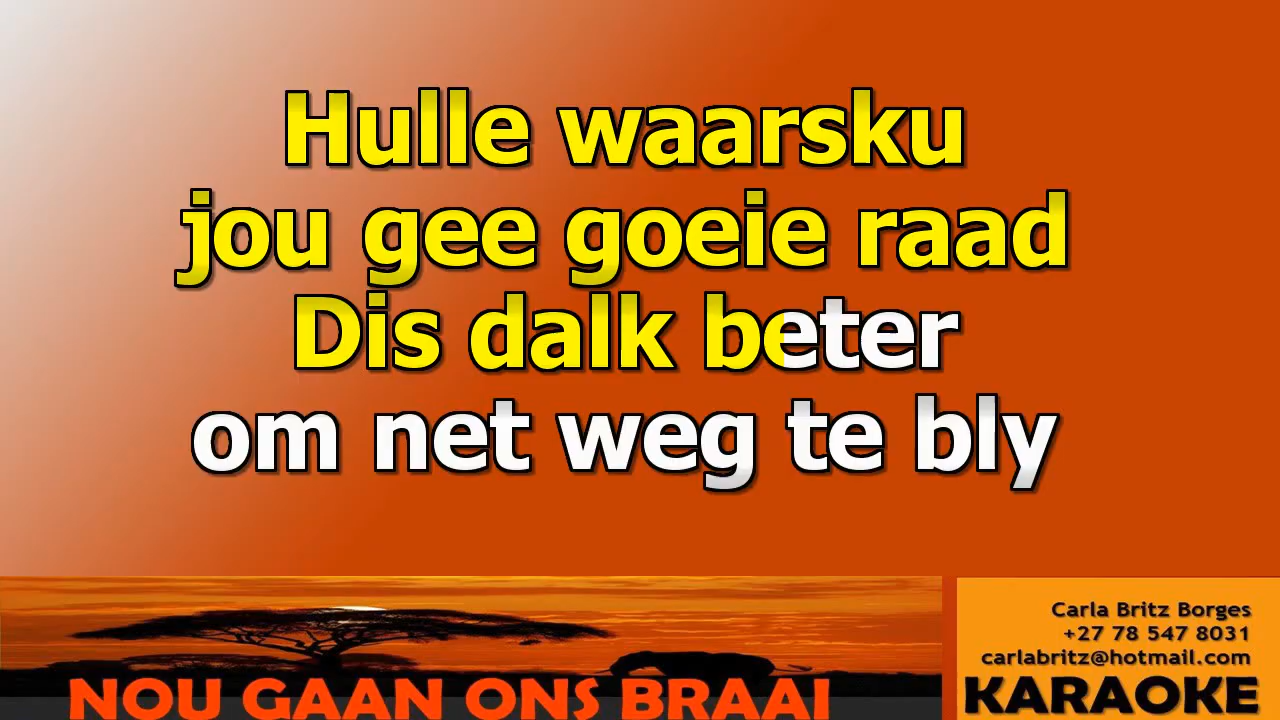 Hulle waarsku
jou gee goeie raad
Dis dalk beter
om net weg te bly
Carla Britz Borges
+27 78 547 8031
carlabritz@hotmail.com
KARAOKE
NOU GAAN ONS BRAAI